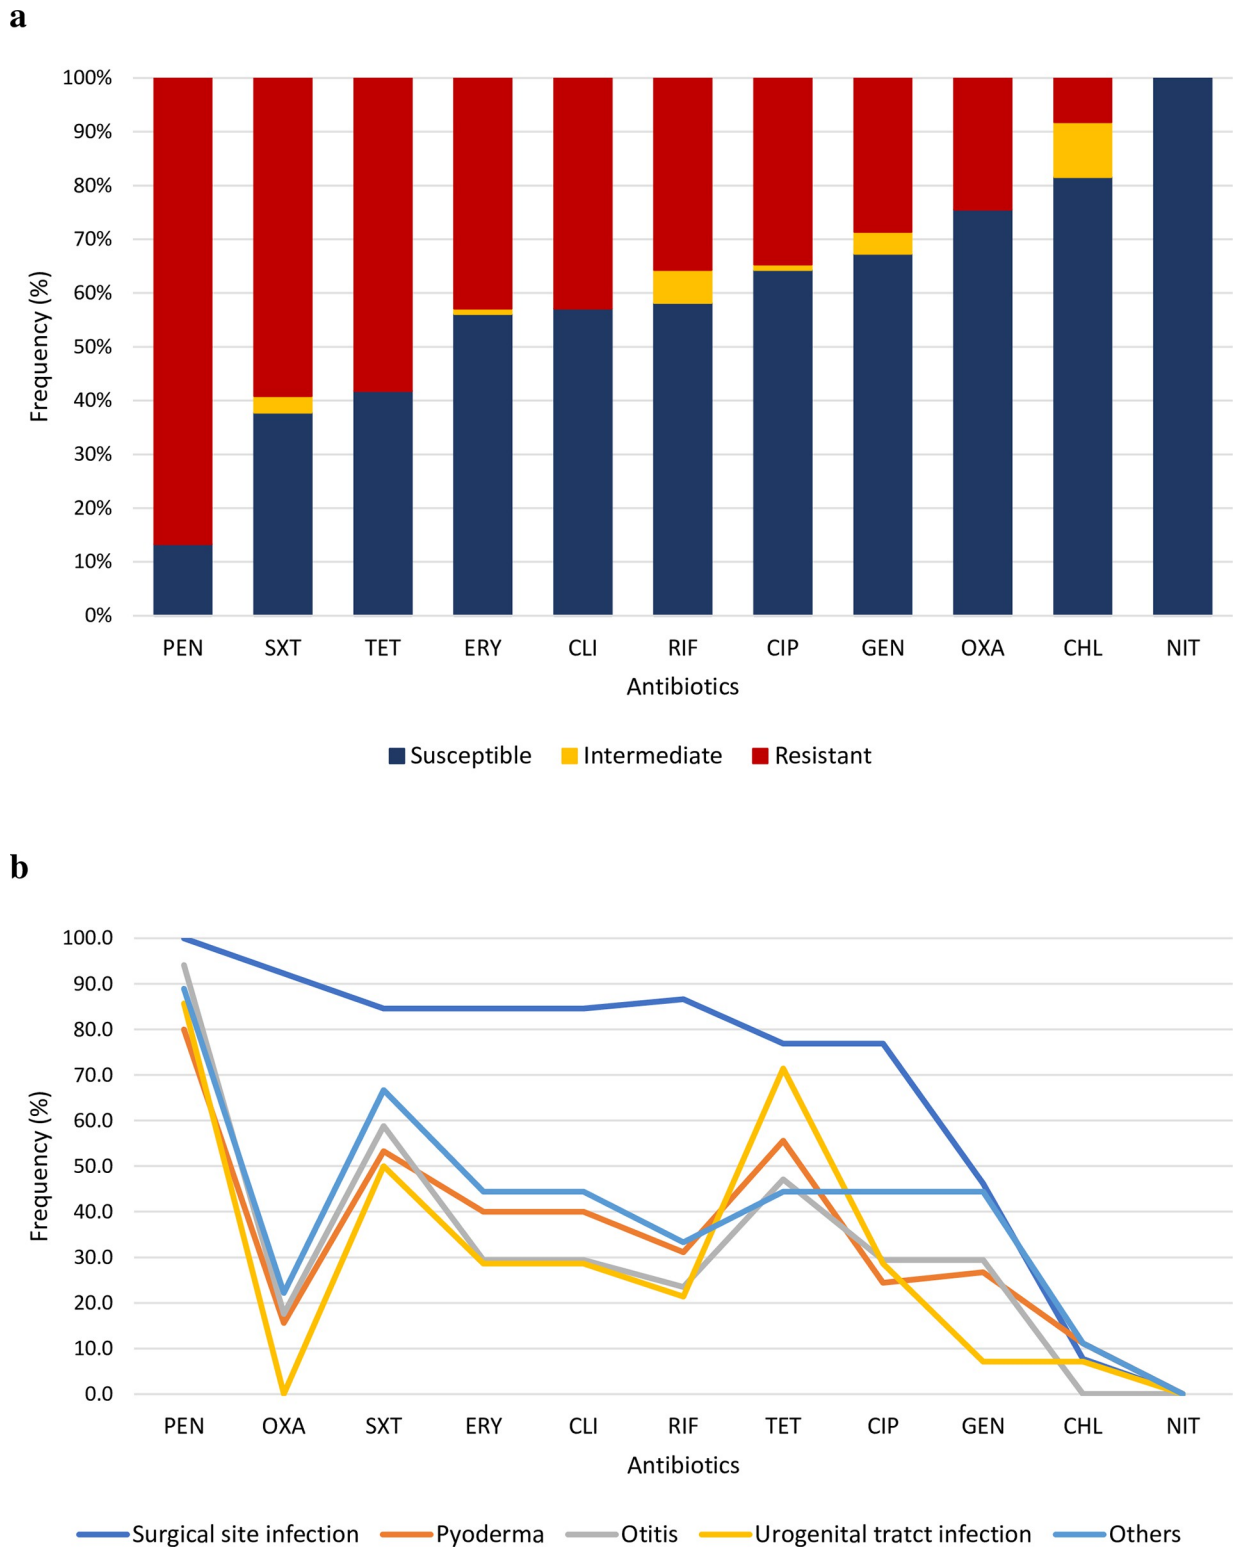 a
100%
90%
80%
70%
60%
50%
40%
30%
20%
10%
0%
Frequency (%)
PEN SXT TET ERY CLI RIF CIP GEN OXA CHL NIT
Antibiotics
Susceptible Intermediate Resistant
b
100.0
90.0
80.0
70.0
60.0
50.0
40.0
30.0
20.0
10.0
0.0
Frequency (%)
PEN OXA SXT ERY CLI RIF TET CIP GEN CHL NIT
Antibiotics
Surgical site infection Pyoderma Otitis Urogenital tratct infection Others